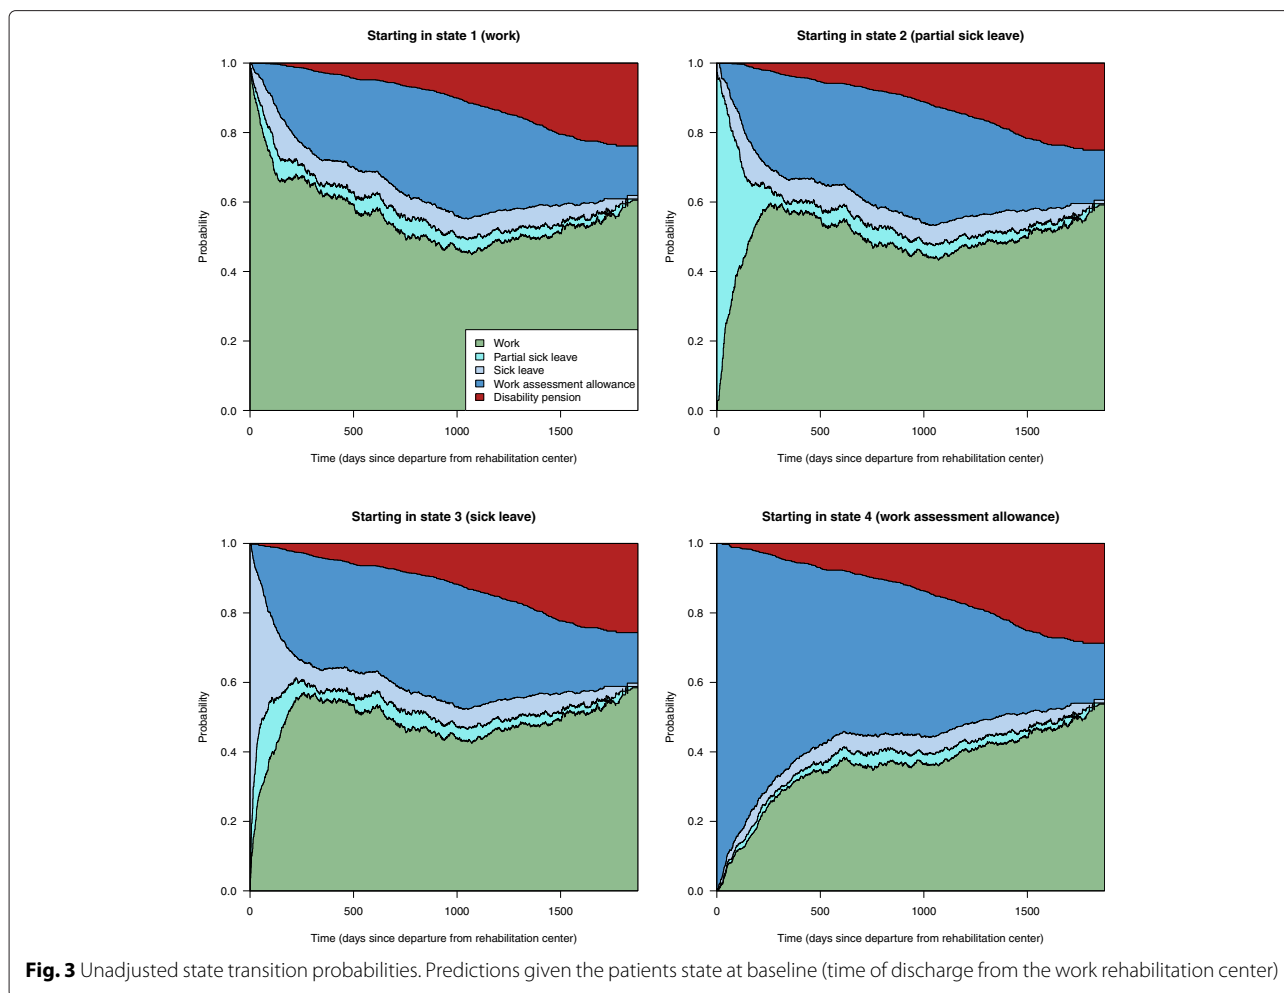 Starting in state 1 (work)
Probability
1.0
0.8
0.6
0.4
0.2
0.0
Work
Partial sick leave
Sick leave
Work assessment allowance
Disability pension
0 500 1000 1500
Time (days since departure from rehabilitation center)
Starting in state 2 (partial sick leave)
Probability
1.0
0.8
0.6
0.4
0.2
0.0
0 500 1000 1500
Time (days since departure from rehabilitation center)
Starting in state 3 (sick leave)
Probability
1.0
0.8
0.6
0.4
0.2
0.0
0 500 1000 1500
Time (days since departure from rehabilitation center)
Starting in state 4 (work assessment allowance)
Probability
1.0
0.8
0.6
0.4
0.2
0.0
0 500 1000 1500
Time (days since departure from rehabilitation center)
Fig. 3 Unadjusted state transition probabilities. Predictions given the patients state at baseline (time of discharge from the work rehabilitation center)